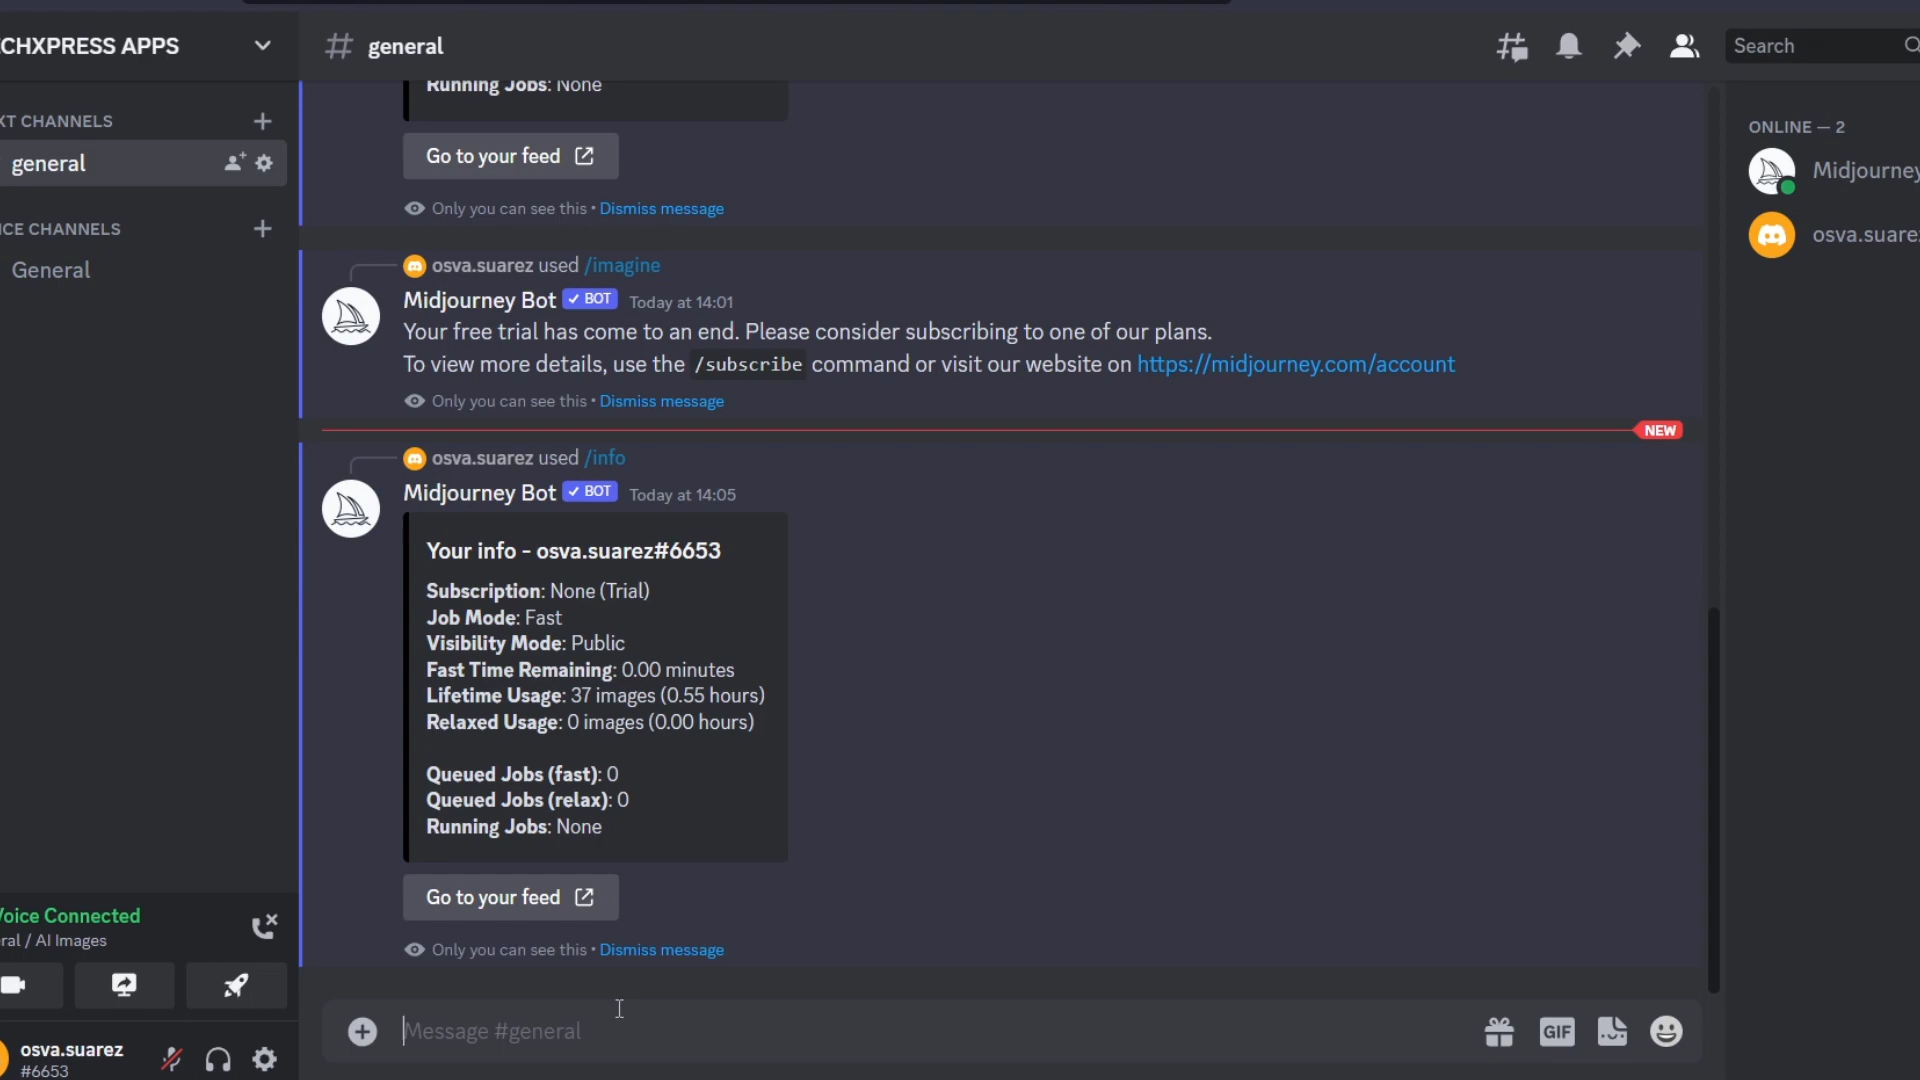 CHXPRESS APPS
general
Search
XT CHANNELS
general
ICE CHANNELS
General
Running Jobs: None
Go to your feed
Only you can see this • Dismiss message
osva.suarez used /imagine
Midjourney Bot ✓ BOT Today at 14:01
Your free trial has come to an end. Please consider subscribing to one of our plans.
To view more details, use the /subscribe command or visit our website on https://midjourney.com/account
Only you can see this • Dismiss message
NEW
osva.suarez used /info
Midjourney Bot ✓ BOT Today at 14:05
Your info - osva.suarez#6653
Subscription: None (Trial)
Job Mode: Fast
Visibility Mode: Public
Fast Time Remaining: 0.00 minutes
Lifetime Usage: 37 images (0.55 hours)
Relaxed Usage: 0 images (0.00 hours)
Queued Jobs (fast): 0
Queued Jobs (relax): 0
Running Jobs: None
Go to your feed
Only you can see this • Dismiss message
Message #general
GIF
ONLINE — 2
Midjourney
osva.suarez
Voice Connected
ral / AI Images
osva.suarez
#6653